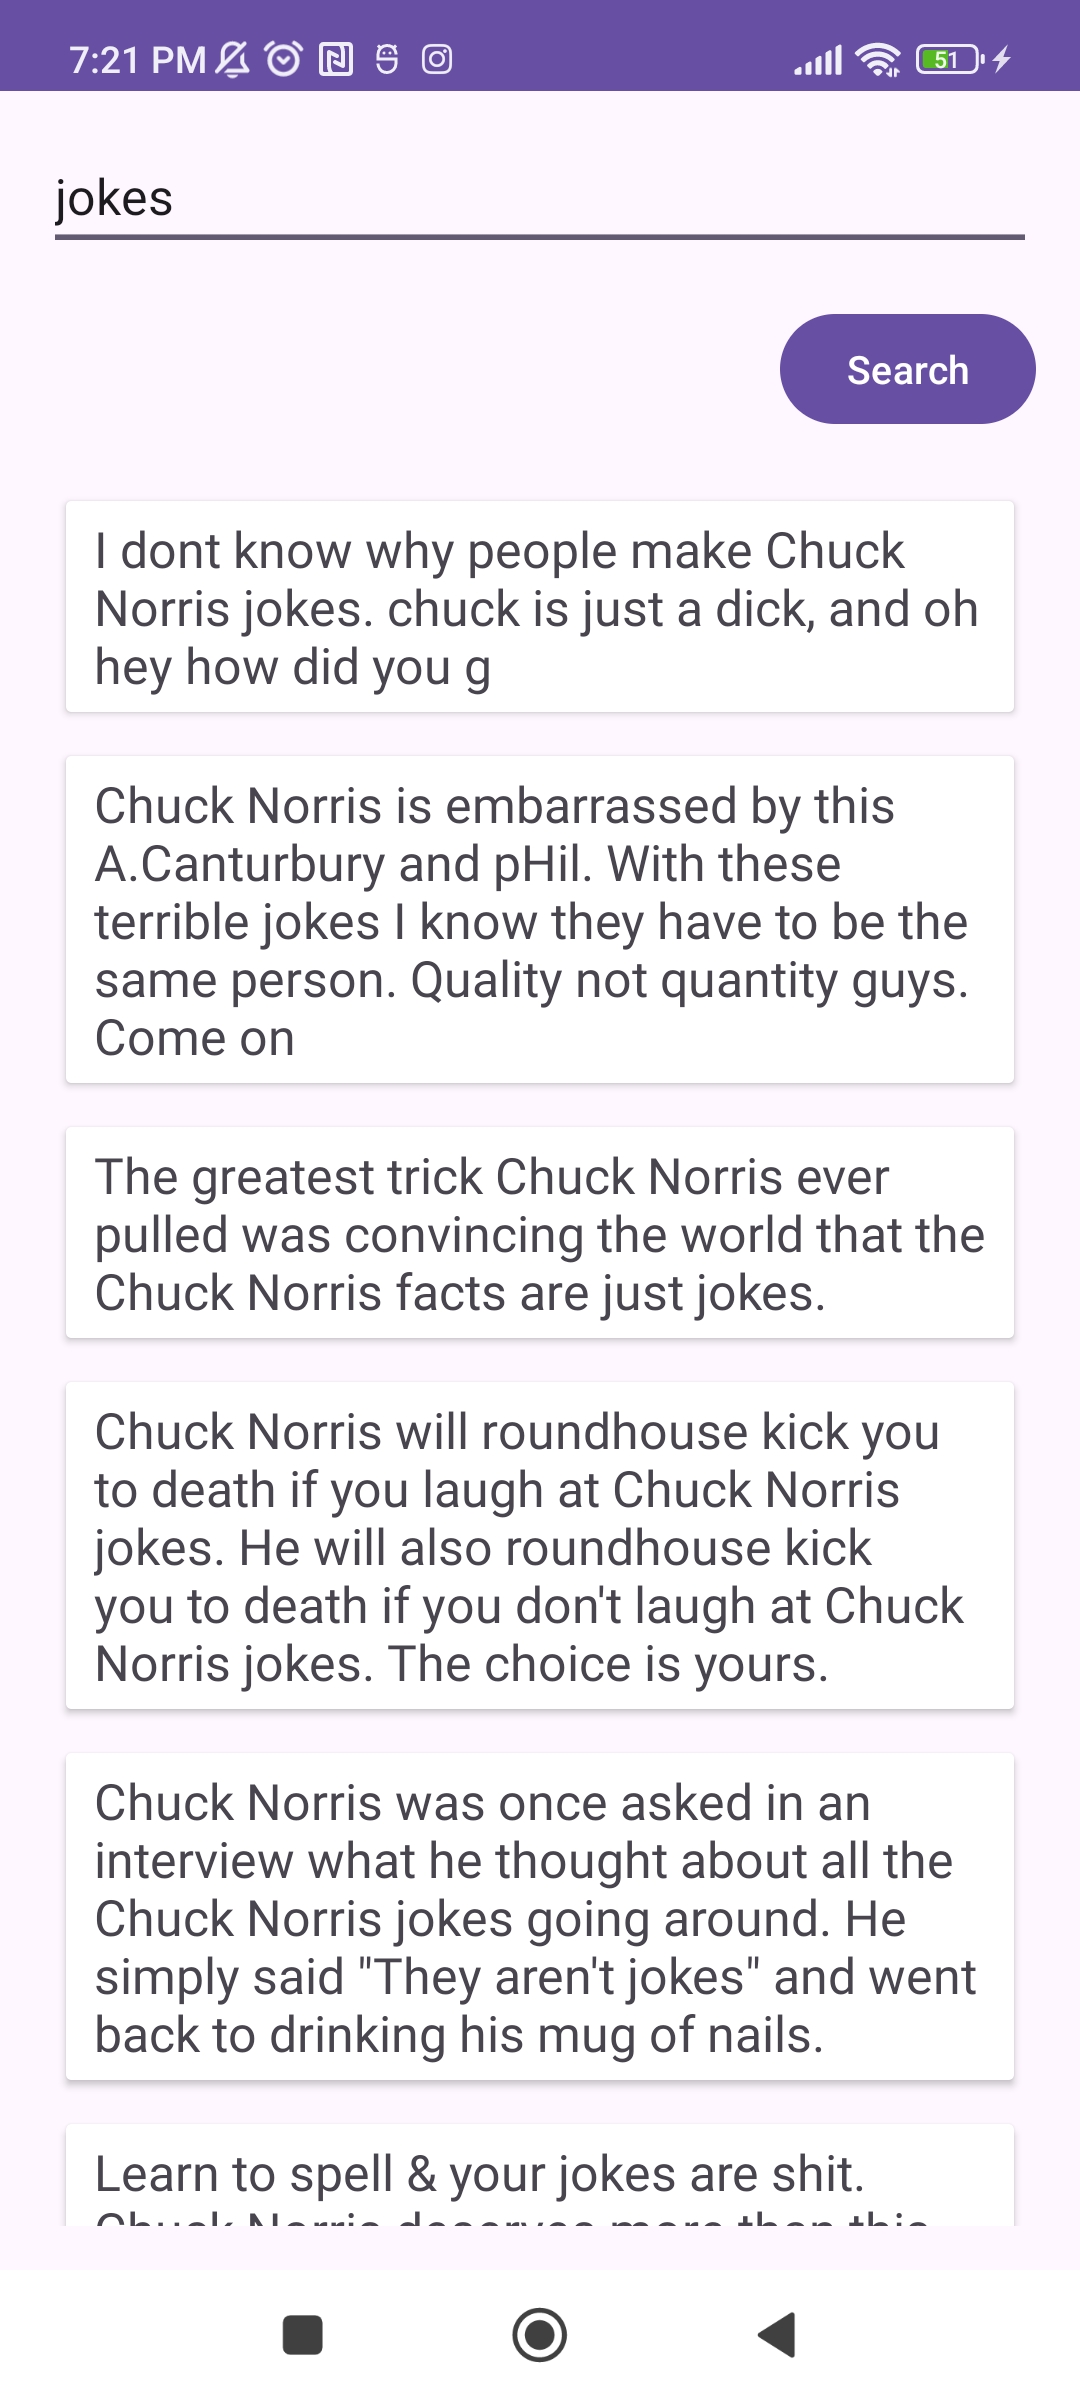 7:21 PM
51
jokes
Search
I dont know why people make Chuck
Norris jokes. chuck is just a dick, and oh
hey how did you g
Chuck Norris is embarrassed by this
A.Canturbury and pHil. With these
terrible jokes I know they have to be the
same person. Quality not quantity guys.
Come on
The greatest trick Chuck Norris ever
pulled was convincing the world that the
Chuck Norris facts are just jokes.
Chuck Norris will roundhouse kick you
to death if you laugh at Chuck Norris
jokes. He will also roundhouse kick
you to death if you don't laugh at Chuck
Norris jokes. The choice is yours.
Chuck Norris was once asked in an
interview what he thought about all the
Chuck Norris jokes going around. He
simply said "They aren't jokes" and went
back to drinking his mug of nails.
Learn to spell & your jokes are shit.
Chuck Norris deserves more than this